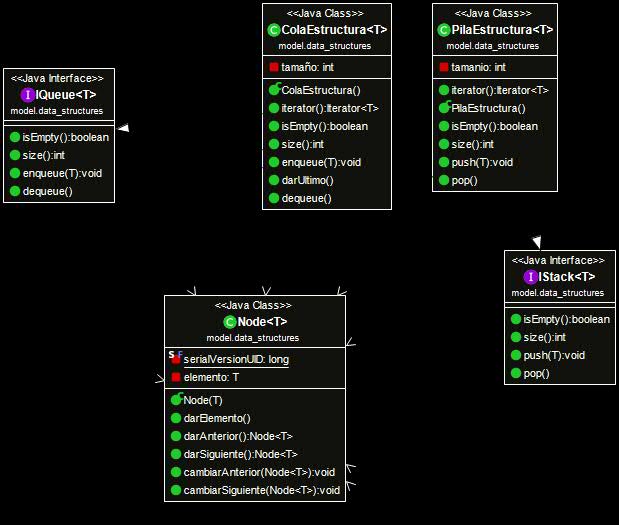 <<Java Interface>>
I IQueue<T>
model.data_structures
isEmpty():boolean
size():int
enqueue(T):void
dequeue()
<<Java Class>>
C ColaEstructura<T>
model.data_structures
tamaño: int
C ColaEstructura()
iterator():Iterator<T>
isEmpty():boolean
size():int
enqueue(T):void
darUltimo()
dequeue()
<<Java Class>>
C PilaEstructura<T>
model.data_structures
tamanio: int
iterator():Iterator<T>
C PilaEstructura()
isEmpty():boolean
size():int
push(T):void
pop()
<<Java Class>>
C Node<T>
model.data_structures
S F serialVersionUID: long
elemento: T
C Node(T)
darElemento()
darAnterior():Node<T>
darSiguiente():Node<T>
cambiarAnterior(Node<T>):void
cambiarSiguiente(Node<T>):void
<<Java Interface>>
I IStack<T>
model.data_structures
isEmpty():boolean
size():int
push(T):void
pop()